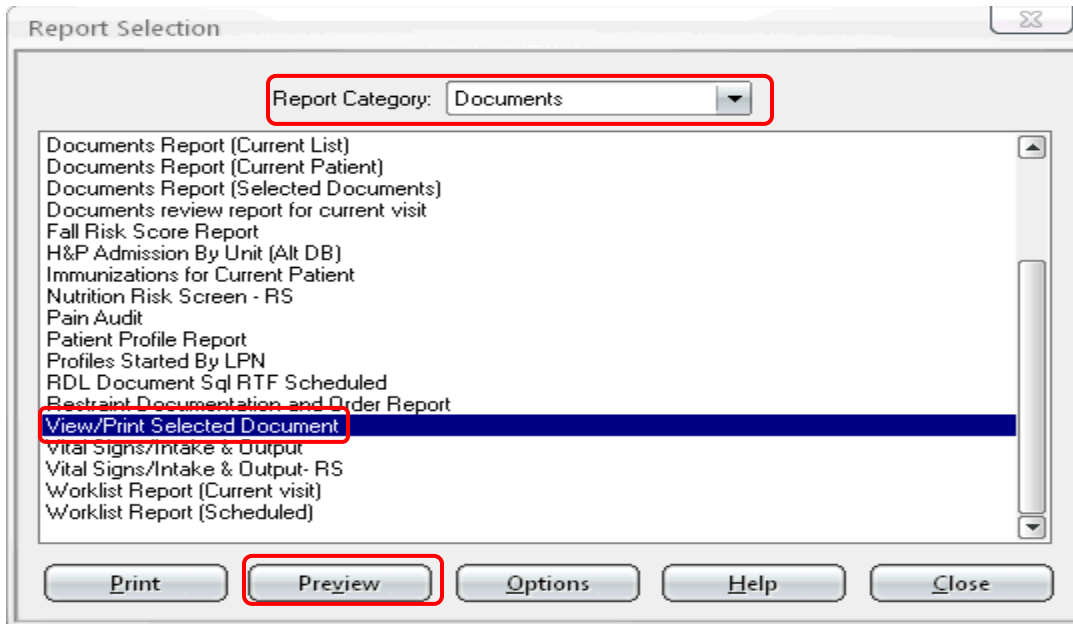 Report Selection
Report Category: Documents
Documents Report (Current List)
Documents Report (Current Patient)
Documents Report (Selected Documents)
Documents review report for current visit
Fall Risk Score Report
H&P Admission By Unit (Alt DB)
Immunizations for Current Patient
Nutrition Risk Screen - RS
Pain Audit
Patient Profile Report
Profiles Started By LPN
RDL Document Sql RTF Scheduled
Restraint Documentation and Order Report
View/Print Selected Document
Vital Signs/Intake & Output
Vital Signs/Intake & Output- RS
Worklist Report (Current visit)
Worklist Report (Scheduled)
Print Preview Options Help Close